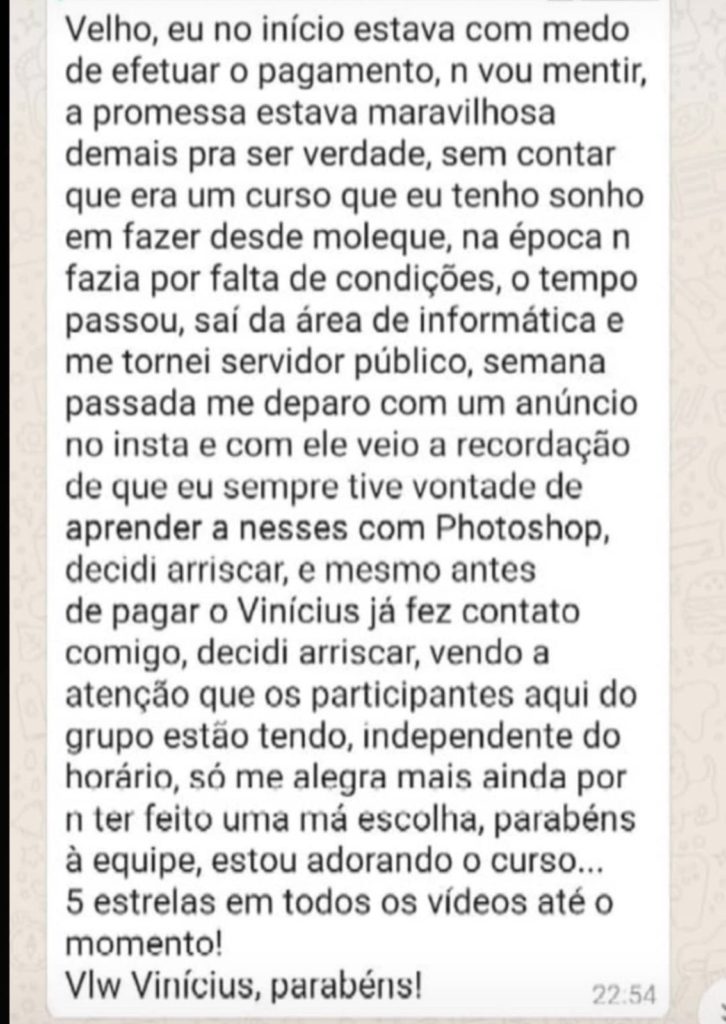 Velho, eu no início estava com medo
de efetuar o pagamento, n vou mentir,
a promessa estava maravilhosa
demais pra ser verdade, sem contar
que era um curso que eu tenho sonho
em fazer desde moleque, na época n
fazia por falta de condições, o tempo
passou, saí da área de informática e
me tornei servidor público, semana
passada me deparo com um anúncio
no insta e com ele veio a recordação
de que eu sempre tive vontade de
aprender a nesses com Photoshop,
decidi arriscar, e mesmo antes
de pagar o Vinícius já fez contato
comigo, decidi arriscar, vendo a
atenção que os participantes aqui do
grupo estão tendo, independente do
horário, só me alegra mais ainda por
n ter feito uma má escolha, parabéns
à equipe, estou adorando o curso...
5 estrelas em todos os vídeos até o
momento!
Vlw Vinícius, parabéns!
22:54